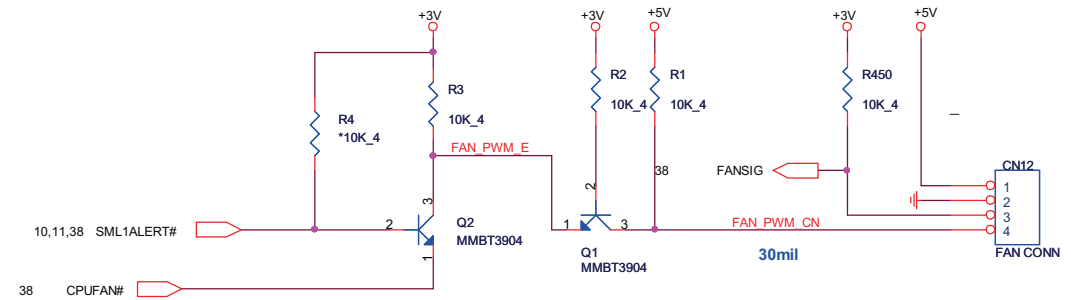 +3V
+3V
+5V
+3V
+5V
R4
*10K_4
R3
10K_4
R2
10K_4
R1
10K_4
R450
10K_4
_
FAN_PWM_E
38
FANSIG
CN12
1
2
3
4
FAN CONN
3
2
1
Q2
MMBT3904
2
1
3
Q1
MMBT3904
FAN_PWM_CN
30mil
10,11,38 SML1ALERT#
38 CPUFAN#